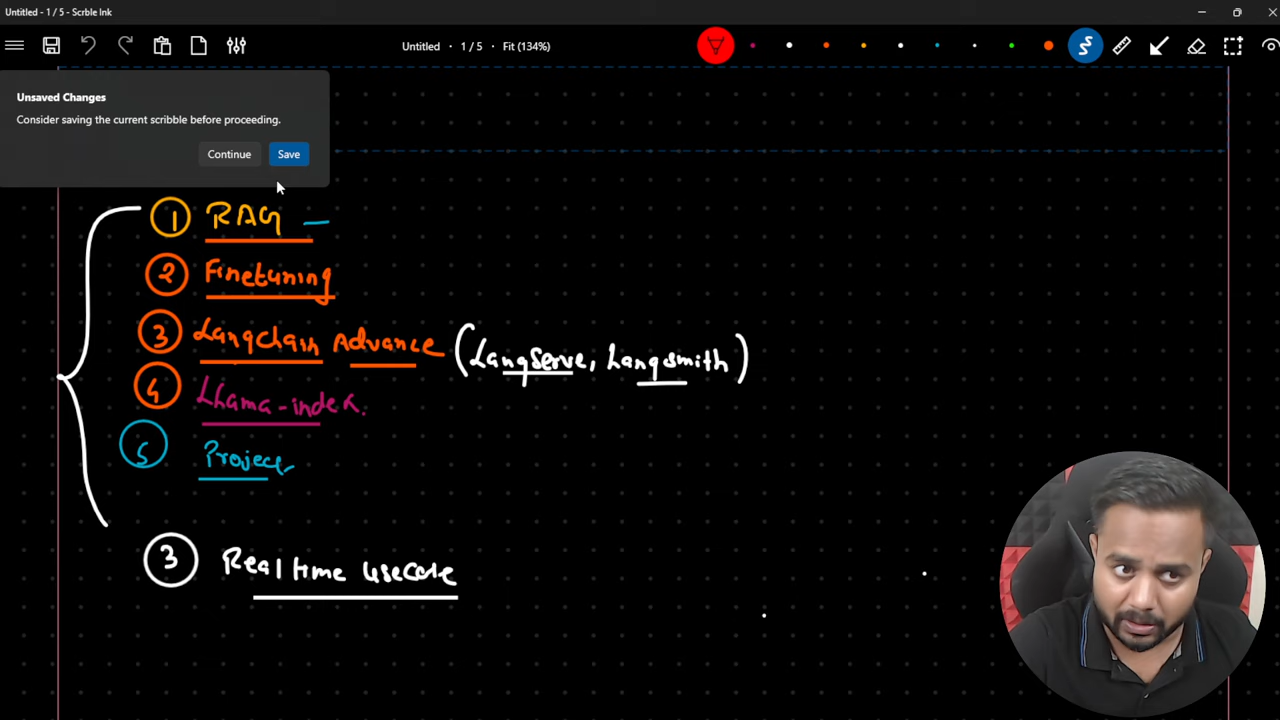 Untitled - 1 / 5 - Scrble Ink
Untitled • 1 / 5 • Fit (134%)
Unsaved Changes
Consider saving the current scribble before proceeding.
Continue Save
1 RAG –
2 Finetuning
3 Langchain Advance (LangServe, Langsmith)
4 Llama-index.
5 Project
3 Real time usecase